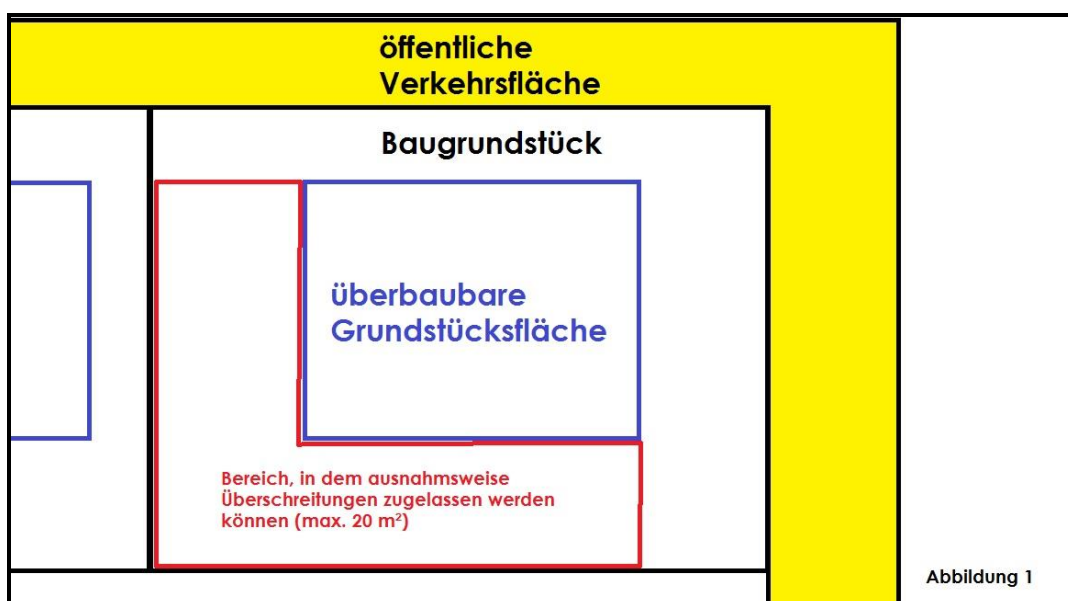 öffentliche
Verkehrsfläche
Baugrundstück
überbaubare
Grundstücksfläche
Bereich, in dem ausnahmsweise
Überschreitungen zugelassen werden
können (max. 20 m²)
Abbildung 1